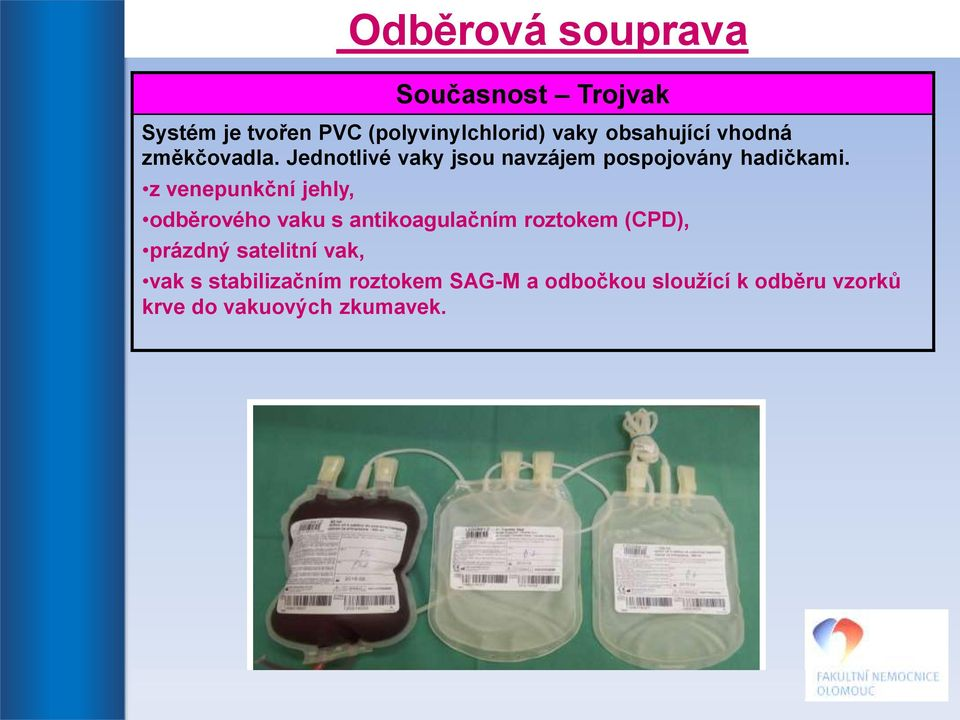 Odběrová souprava
Současnost – Trojvak
Systém je tvořen PVC (polyvinylchlorid) vaky obsahující vhodná
změkčovadla. Jednotlivé vaky jsou navzájem pospojovány hadičkami.
•z venepunkční jehly,
•odběrového vaku s antikoagulačním roztokem (CPD),
•prázdný satelitní vak,
•vak s stabilizačním roztokem SAG-M a odbočkou sloužící k odběru vzorků
krve do vakuových zkumavek.
FAKULTNÍ NEMOCNICE
OLOMOUC